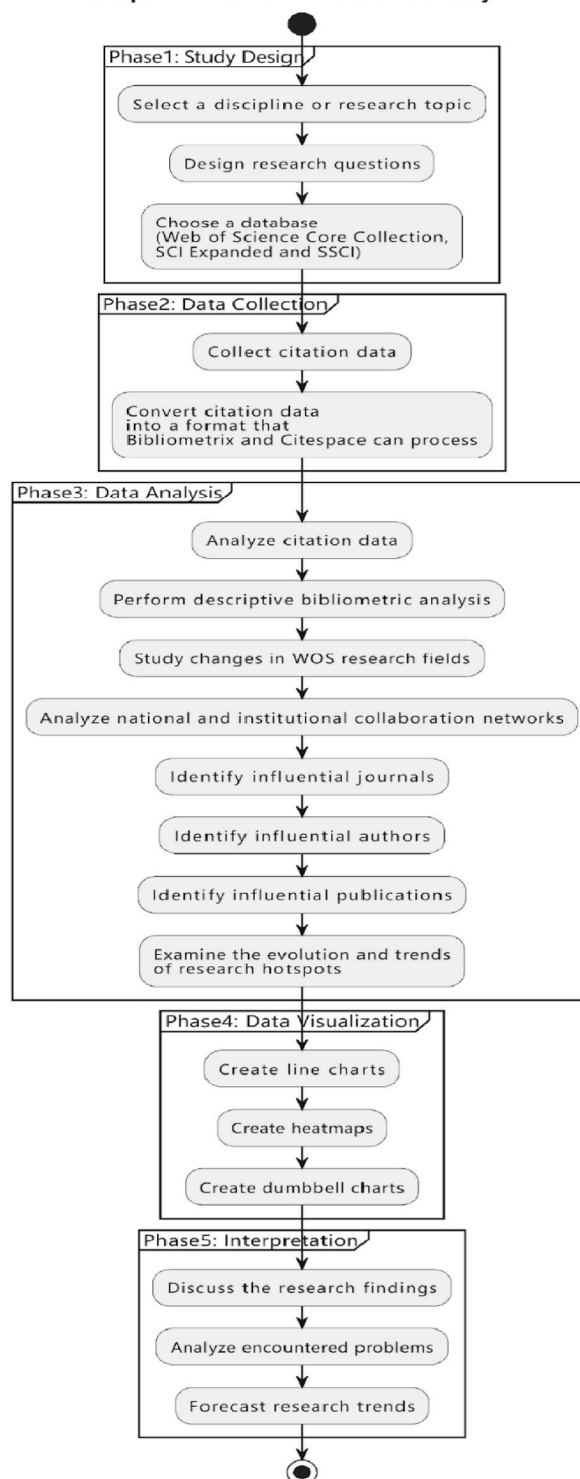 Phase1: Study Design
Select a discipline or research topic
Design research questions
Choose a database
(Web of Science Core Collection,
SCI Expanded and SSCI)
Phase2: Data Collection
Collect citation data
Convert citation data
into a format that
Bibliometrix and Citespace can process
Phase3: Data Analysis
Analyze citation data
Perform descriptive bibliometric analysis
Study changes in WOS research fields
Analyze national and institutional collaboration networks
Identify influential journals
Identify influential authors
Identify influential publications
Examine the evolution and trends
of research hotspots
Phase4: Data Visualization
Create line charts
Create heatmaps
Create dumbbell charts
Phase5: Interpretation
Discuss the research findings
Analyze encountered problems
Forecast research trends